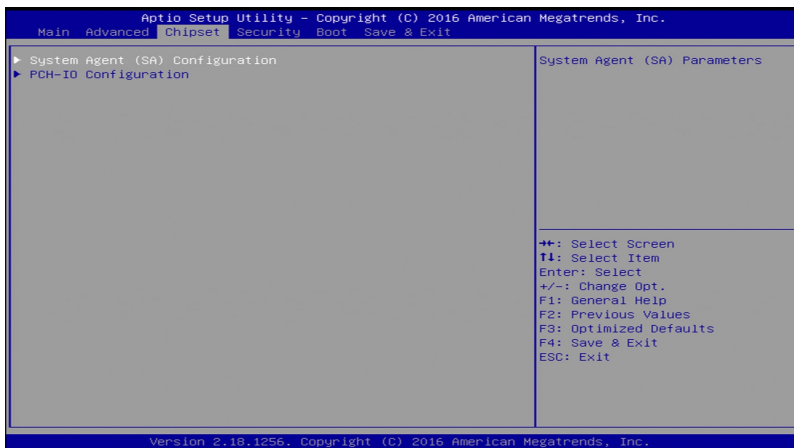 Aptio Setup Utility – Copyright (C) 2016 American Megatrends, Inc.
Main Advanced Chipset Security Boot Save & Exit
▶ System Agent (SA) Configuration
▶ PCH-IO Configuration
System Agent (SA) Parameters
→←: Select Screen
↑↓: Select Item
Enter: Select
+/-: Change Opt.
F1: General Help
F2: Previous Values
F3: Optimized Defaults
F4: Save & Exit
ESC: Exit
Version 2.18.1256. Copyright (C) 2016 American Megatrends, Inc.